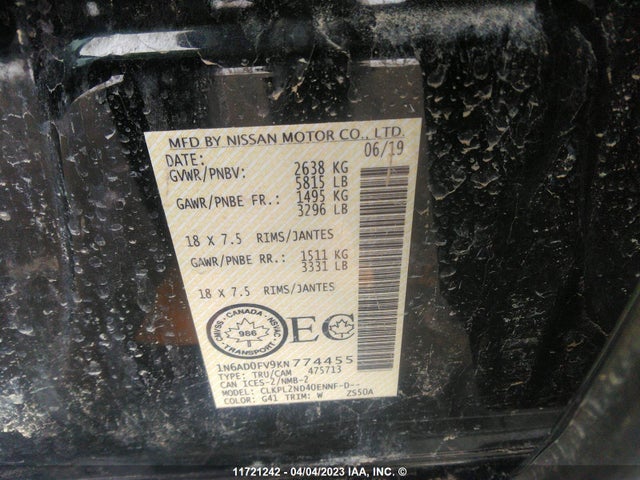 MFD BY NISSAN MOTOR CO., LTD.
DATE: 06/19
GVWR/PNBV: 2638 KG
5815 LB
GAWR/PNBE FR.: 1495 KG
3296 LB
18 X 7.5 RIMS/JANTES
GAWR/PNBE RR.: 1511 KG
3331 LB
18 X 7.5 RIMS/JANTES
CANADA
CMVSS NSVAC
986
EC
1N6AD0FV9KN774455
TYPE: TRU/CAM 475713
CAN ICES-2/NMB-2
MODEL: CLKPL2ND40ENNF-D--
COLOR: G41 TRIM: W ZS50A
11721242 - 04/04/2023 IAA, INC. ©